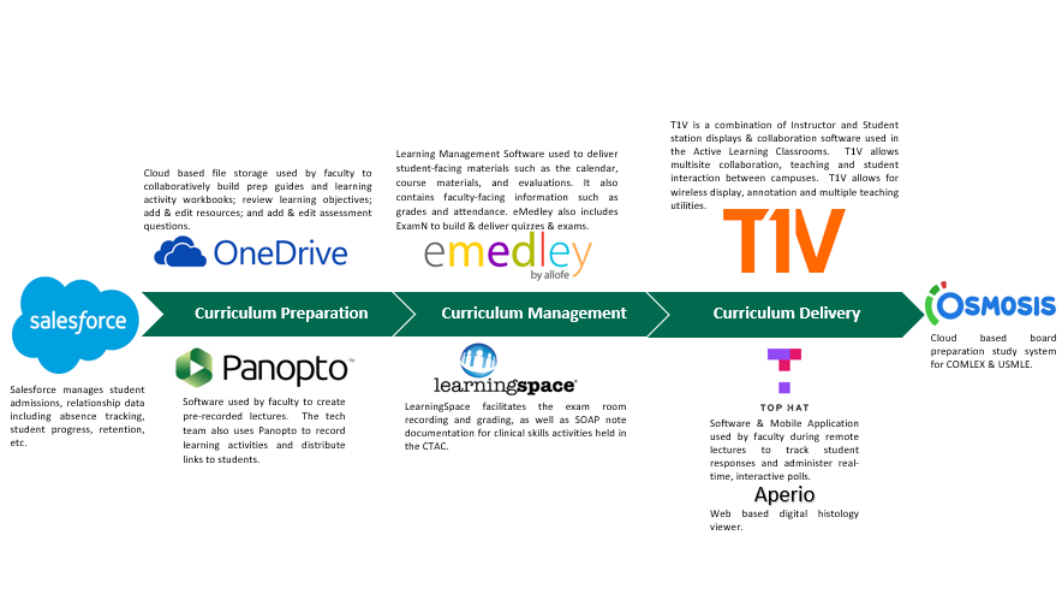 T1V is a combination of Instructor and Student
station displays & collaboration software used in
the Active Learning Classrooms. T1V allows
multisite collaboration, teaching and student
interaction between campuses. T1V allows for
wireless display, annotation and multiple teaching
utilities.
T1V
Learning Management Software used to deliver
student-facing materials such as the calendar,
course materials, and evaluations. It also
contains faculty-facing information such as
grades and attendance. eMedley also includes
ExamN to build & deliver quizzes & exams.
emedley
by allofe
Cloud based file storage used by faculty to
collaboratively build prep guides and learning
activity workbooks; review learning objectives;
add & edit resources; and add & edit assessment
questions.
OneDrive
salesforce
Salesforce manages student
admissions, relationship data
including absence tracking,
student progress, retention,
etc.
Curriculum Preparation
Curriculum Management
Curriculum Delivery
OSMOSIS
Cloud based board
preparation study system
for COMLEX & USMLE.
Panopto™
Software used by faculty to create
pre-recorded lectures. The tech
team also uses Panopto to record
learning activities and distribute
links to students.
learningspace
LearningSpace facilitates the exam room
recording and grading, as well as SOAP note
documentation for clinical skills activities held in
the CTAC.
TOP HAT
Software & Mobile Application
used by faculty during remote
lectures to track student
responses and administer real-
time, interactive polls.
Aperio
Web based digital histology
viewer.